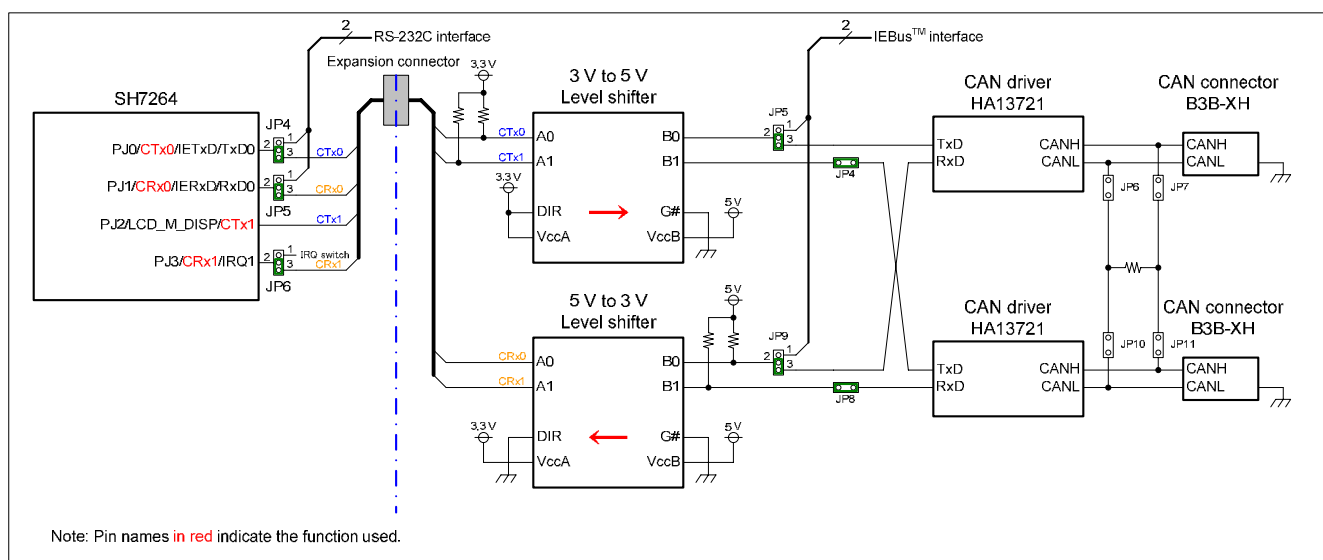 2
RS-232C interface
2
IEBus™ interface
Expansion connector
3.3 V
3 V to 5 V
Level shifter
CAN driver
HA13721
CAN connector
B3B-XH
SH7264
JP4
2
1
3
PJ0/CTx0/IETxD/TxD0
CTx0
PJ1/CRx0/IERxD/RxD0
2
1
3
CRx0
JP5
PJ2/LCD_M_DISP/CTx1
CTx1
PJ3/CRx1/IRQ1
2
1
3
IRQ switch
CRx1
JP6
CTx0
CTx1
A0
A1
B0
B1
3.3 V
DIR
VccA
G#
VccB
5 V
JP5
2
1
3
JP4
TxD
RxD
CANH
CANL
CANH
CANL
JP6
JP7
5 V to 3 V
Level shifter
5 V
CRx0
CRx1
A0
A1
B0
B1
3.3 V
DIR
VccA
G#
VccB
5 V
JP9
2
1
3
JP8
CAN driver
HA13721
CAN connector
B3B-XH
JP10
JP11
TxD
RxD
CANH
CANL
CANH
CANL
Note: Pin names in red indicate the function used.